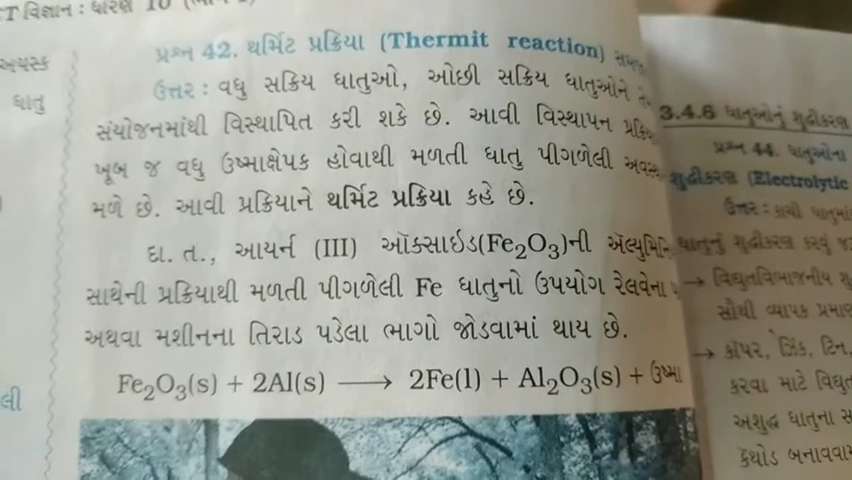 વિજ્ઞાન : ધોરણ 10
અયસ્ક
ધાતુ
પ્રશ્ન 42. થર્મિટ પ્રક્રિયા (Thermit reaction)
ઉત્તર : વધુ સક્રિય ધાતુઓ, ઓછી સક્રિય ધાતુઓને
સંયોજનમાંથી વિસ્થાપિત કરી શકે છે. આવી વિસ્થાપન
ખૂબ જ વધુ ઉષ્માક્ષેપક હોવાથી મળતી ધાતુ પીગળેલી
મળે છે. આવી પ્રક્રિયાને થર્મિટ પ્રક્રિયા કહે છે.
દા. ત., આયર્ન (III) ઑક્સાઇડ(Fe₂O₃)ની
સાથેની પ્રક્રિયાથી મળતી પીગળેલી Fe ધાતુનો ઉપયોગ રેલવેના
અથવા મશીનના તિરાડ પડેલા ભાગો જોડવામાં થાય છે.
Fe₂O₃(s) + 2Al(s) ⟶ 2Fe(l) + Al₂O₃(s) + ઉષ્મા
3.4.6 ધાતુઓનું શુદ્ધીકરણ
પ્રશ્ન 44. ધાતુઓના
શુદ્ધીકરણ (Electrolytic
ઉત્તર : કાચી ધાતુમાં
ધાતુનું શુદ્ધીકરણ કરવું
→ વિદ્યુતવિભાજનીય
સૌથી વ્યાપક પ્રમાણ
→ કૉપર, ઝિંક, ટિન,
કરવા માટે વિદ્યુત
અશુદ્ધ ધાતુના
કૅથોડ બનાવવા